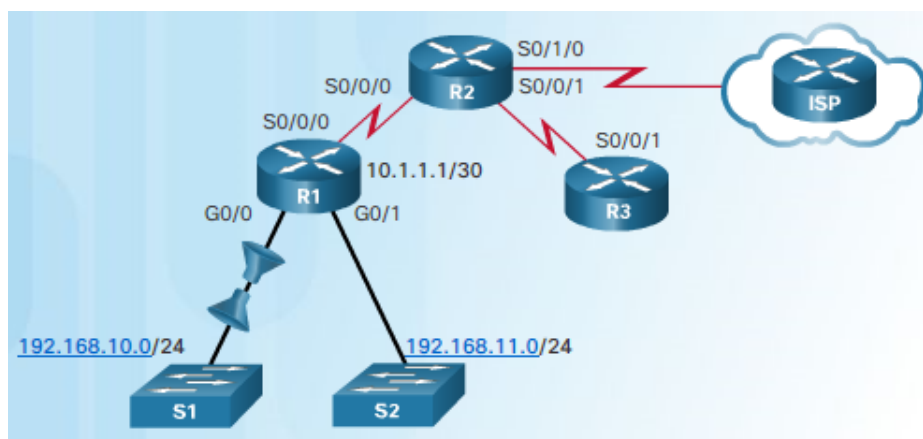 S0/1/0
R2
S0/0/0
S0/0/1
ISP
S0/0/0
S0/0/1
10.1.1.1/30
R1
R3
G0/0
G0/1
192.168.10.0/24
192.168.11.0/24
S1
S2